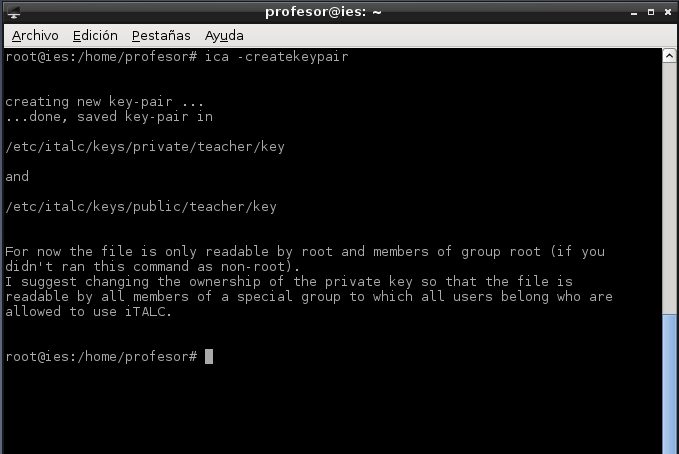 profesor@ies: ~
Archivo Edición Pestañas Ayuda
root@ies:/home/profesor# ica -createkeypair
creating new key-pair ...
...done, saved key-pair in
/etc/italc/keys/private/teacher/key
and
/etc/italc/keys/public/teacher/key
For now the file is only readable by root and members of group root (if you
didn't ran this command as non-root).
I suggest changing the ownership of the private key so that the file is
readable by all members of a special group to which all users belong who are
allowed to use iTALC.
root@ies:/home/profesor#